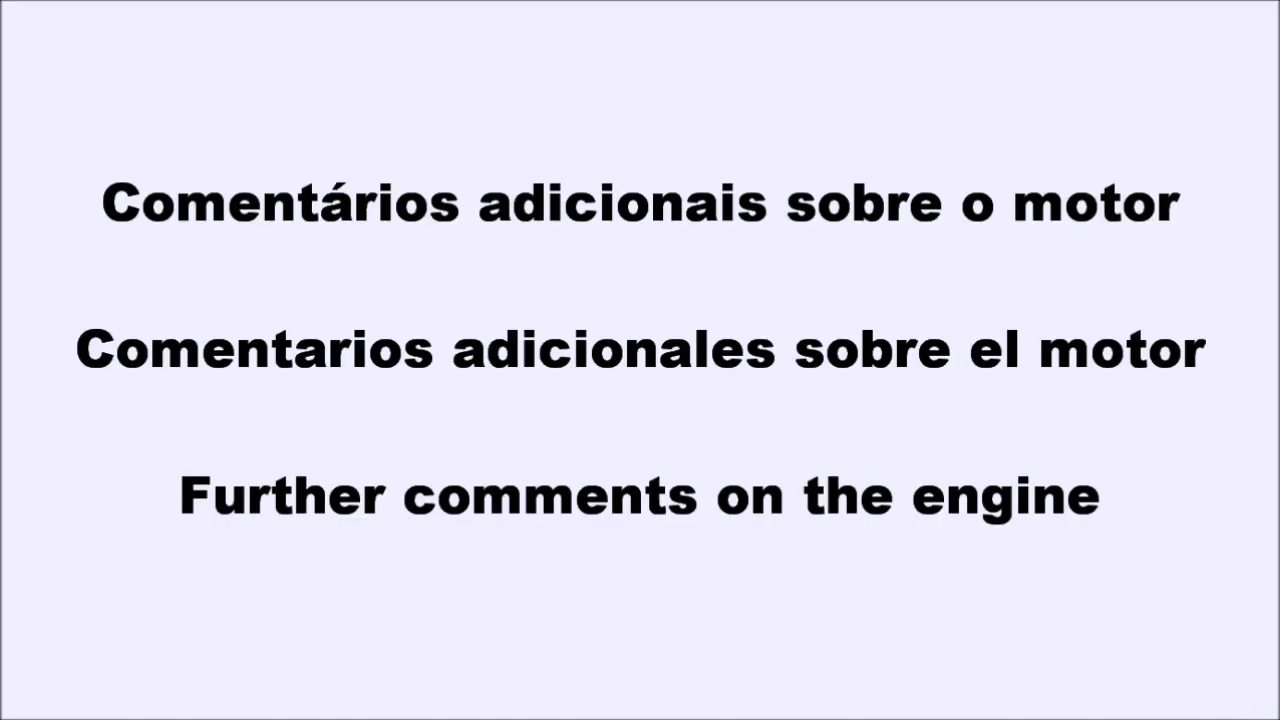 Comentários adicionais sobre o motor
Comentarios adicionales sobre el motor
Further comments on the engine